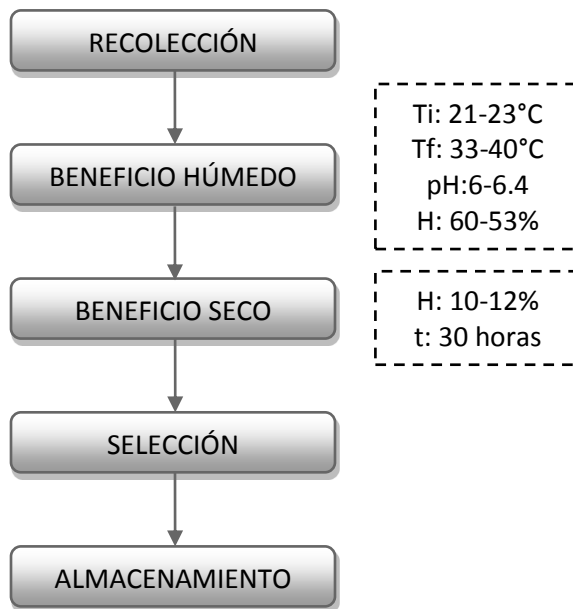 RECOLECCIÓN
BENEFICIO HÚMEDO
Ti: 21-23°C
Tf: 33-40°C
pH:6-6.4
H: 60-53%
BENEFICIO SECO
H: 10-12%
t: 30 horas
SELECCIÓN
ALMACENAMIENTO